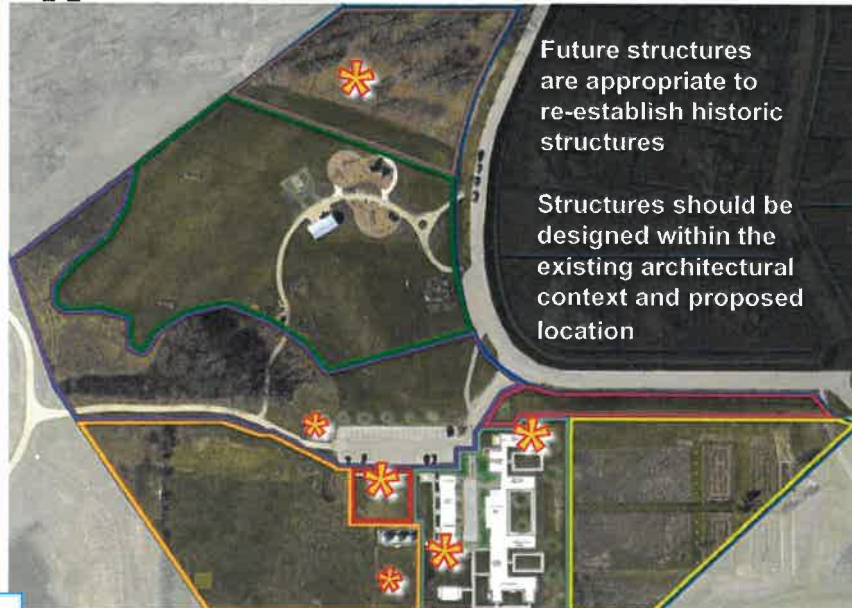 Future structures
are appropriate to
re-establish historic
structures
Structures should be
designed within the
existing architectural
context and proposed
location